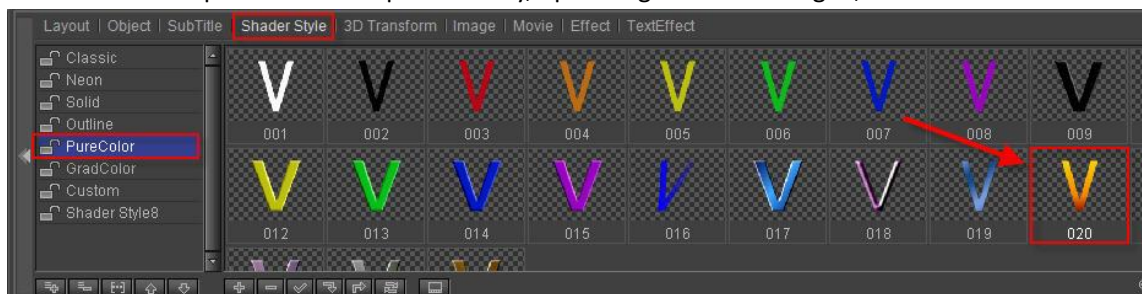 Layout | Object | SubTitle | Shader Style | 3D Transform | Image | Movie | Effect | TextEffect
Classic
Neon
Solid
Outline
PureColor
GradColor
Custom
Shader Style8
V V V V V V V V V
001 002 003 004 005 006 007 008 009
V V V V V V V V V
012 013 014 015 016 017 018 019 020